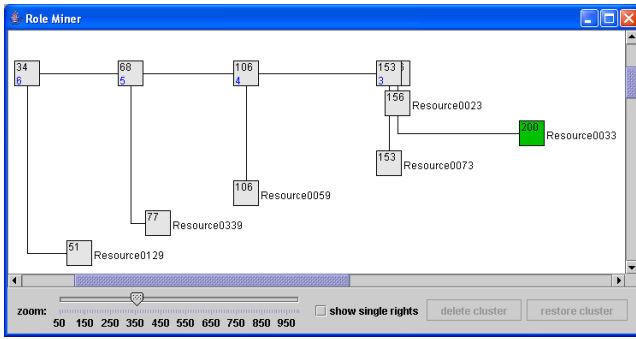 Role Miner
34 68 106 153
6 5 4 3
156 Resource0023
200 Resource0033
153 Resource0073
106 Resource0059
77 Resource0339
51 Resource0129
zoom:
50 150 250 350 450 550 650 750 850 950
show single rights
delete cluster
restore cluster